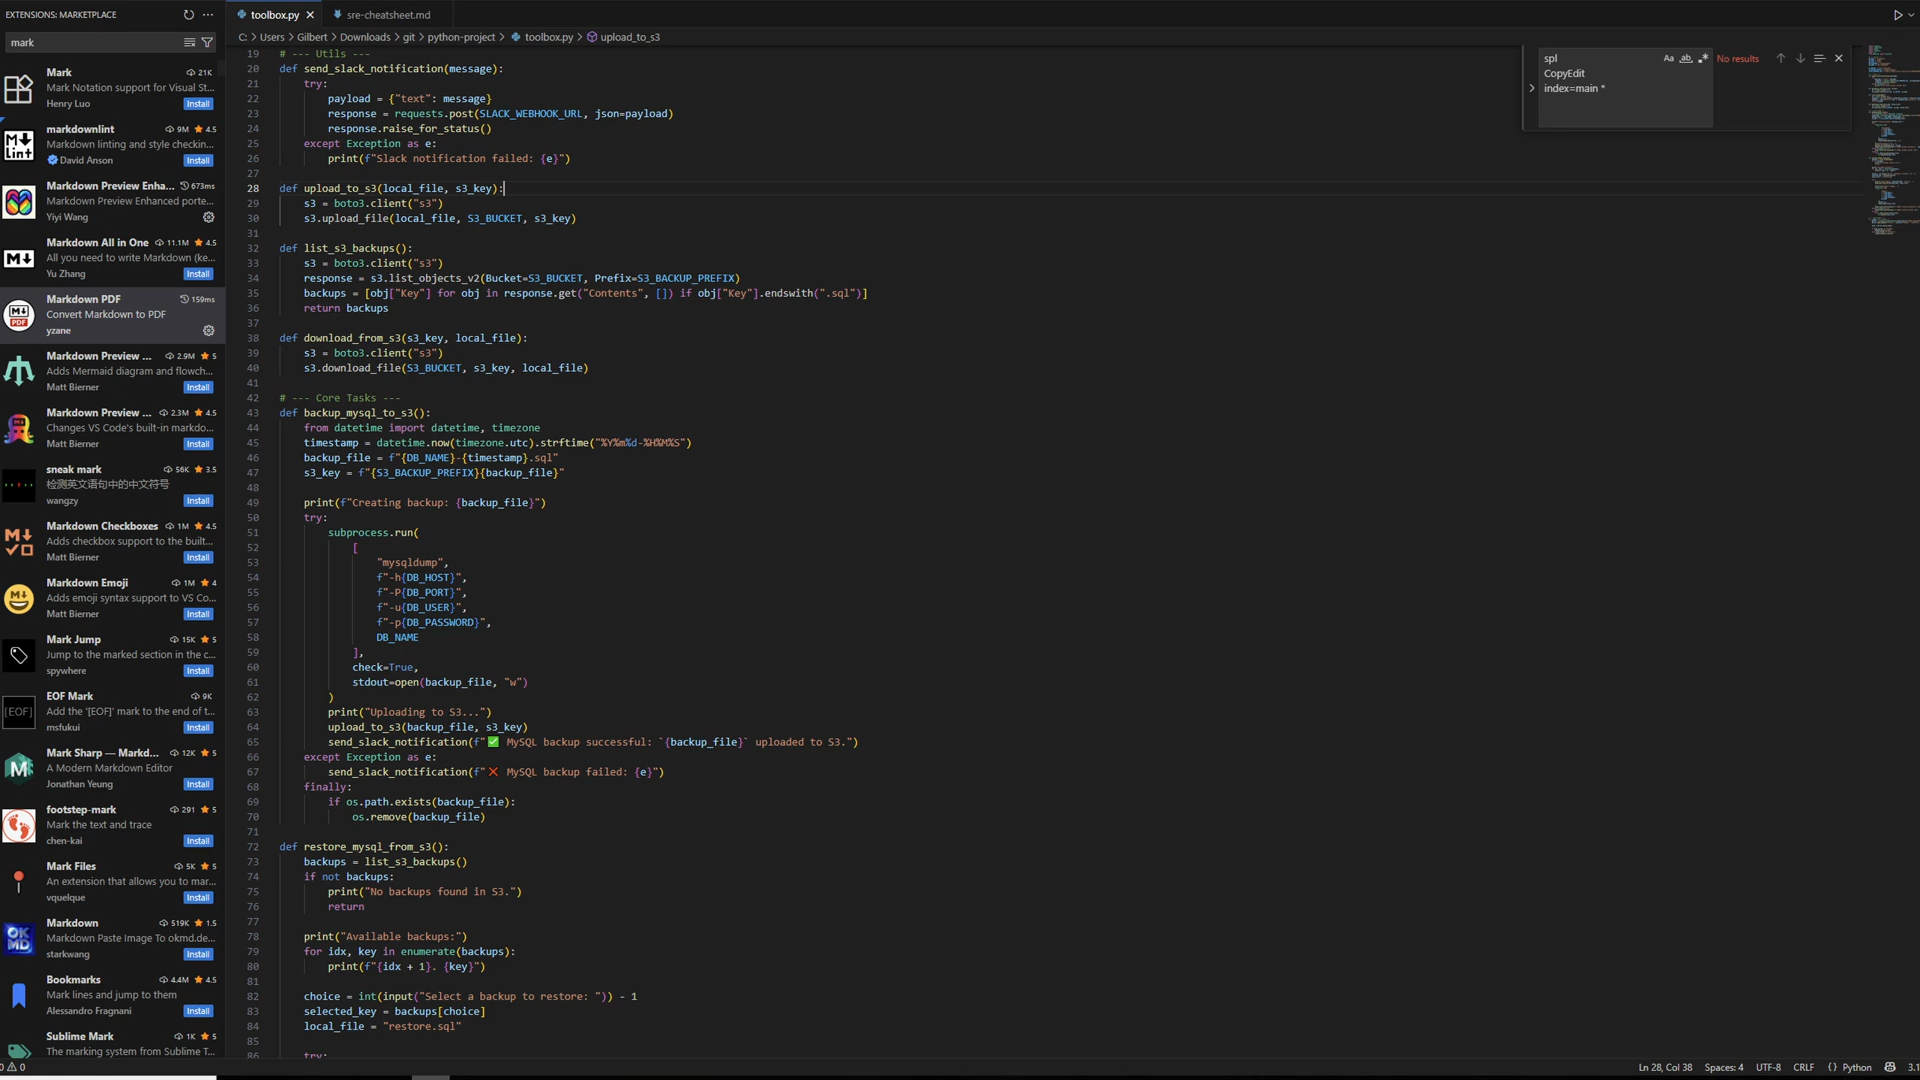 EXTENSIONS: MARKETPLACE
mark
Mark 21K
Mark Notation support for Visual St...
Henry Luo Install
markdownlint 9M 4.5
Markdown linting and style checkin...
David Anson Install
Markdown Preview Enha... 673ms
Markdown Preview Enhanced porte...
Yiyi Wang
Markdown All in One 11.1M 4.5
All you need to write Markdown (ke...
Yu Zhang Install
Markdown PDF 159ms
Convert Markdown to PDF
yzane
Markdown Preview ... 2.9M 5
Adds Mermaid diagram and flowch...
Matt Bierner Install
Markdown Preview ... 2.3M 4.5
Changes VS Code's built-in markdo...
Matt Bierner Install
sneak mark 56K 3.5
检测英文语句中的中文符号
wangzy Install
Markdown Checkboxes 1M 4.5
Adds checkbox support to the built...
Matt Bierner Install
Markdown Emoji 1M 4
Adds emoji syntax support to VS Co...
Matt Bierner Install
Mark Jump 15K 5
Jump to the marked section in the c...
spywhere Install
EOF Mark 9K
Add the '[EOF]' mark to the end of t...
msfukui Install
Mark Sharp — Markd... 12K 5
A Modern Markdown Editor
Jonathan Yeung Install
footstep-mark 291 5
Mark the text and trace
chen-kai Install
Mark Files 5K 5
An extension that allows you to mar...
vquelque Install
Markdown 519K 1.5
Markdown Paste Image To okmd.de...
starkwang Install
Bookmarks 4.4M 4.5
Mark lines and jump to them
Alessandro Fragnani Install
Sublime Mark 1K 5
The marking system from Sublime T...
0 0
toolbox.py sre-cheatsheet.md
C: > Users > Gilbert > Downloads > git > python-project > toolbox.py > upload_to_s3
19 # --- Utils ---
20 def send_slack_notification(message):
21 try:
22 payload = {"text": message}
23 response = requests.post(SLACK_WEBHOOK_URL, json=payload)
24 response.raise_for_status()
25 except Exception as e:
26 print(f"Slack notification failed: {e}")
27
28 def upload_to_s3(local_file, s3_key):
29 s3 = boto3.client("s3")
30 s3.upload_file(local_file, S3_BUCKET, s3_key)
31
32 def list_s3_backups():
33 s3 = boto3.client("s3")
34 response = s3.list_objects_v2(Bucket=S3_BUCKET, Prefix=S3_BACKUP_PREFIX)
35 backups = [obj["Key"] for obj in response.get("Contents", []) if obj["Key"].endswith(".sql")]
36 return backups
37
38 def download_from_s3(s3_key, local_file):
39 s3 = boto3.client("s3")
40 s3.download_file(S3_BUCKET, s3_key, local_file)
41
42 # --- Core Tasks ---
43 def backup_mysql_to_s3():
44 from datetime import datetime, timezone
45 timestamp = datetime.now(timezone.utc).strftime("%Y%m%d-%H%M%S")
46 backup_file = f"{DB_NAME}-{timestamp}.sql"
47 s3_key = f"{S3_BACKUP_PREFIX}{backup_file}"
48
49 print(f"Creating backup: {backup_file}")
50 try:
51 subprocess.run(
52 [
53 "mysqldump",
54 f"-h{DB_HOST}",
55 f"-P{DB_PORT}",
56 f"-u{DB_USER}",
57 f"-p{DB_PASSWORD}",
58 DB_NAME
59 ],
60 check=True,
61 stdout=open(backup_file, "w")
62 )
63 print("Uploading to S3...")
64 upload_to_s3(backup_file, s3_key)
65 send_slack_notification(f"✅ MySQL backup successful: `{backup_file}` uploaded to S3.")
66 except Exception as e:
67 send_slack_notification(f"❌ MySQL backup failed: {e}")
68 finally:
69 if os.path.exists(backup_file):
70 os.remove(backup_file)
71
72 def restore_mysql_from_s3():
73 backups = list_s3_backups()
74 if not backups:
75 print("No backups found in S3.")
76 return
77
78 print("Available backups:")
79 for idx, key in enumerate(backups):
80 print(f"{idx + 1}. {key}")
81
82 choice = int(input("Select a backup to restore: ")) - 1
83 selected_key = backups[choice]
84 local_file = "restore.sql"
85
86 try:
spl
CopyEdit
index=main *
Aa ab .* No results
Ln 28, Col 38 Spaces: 4 UTF-8 CRLF {} Python 3.1